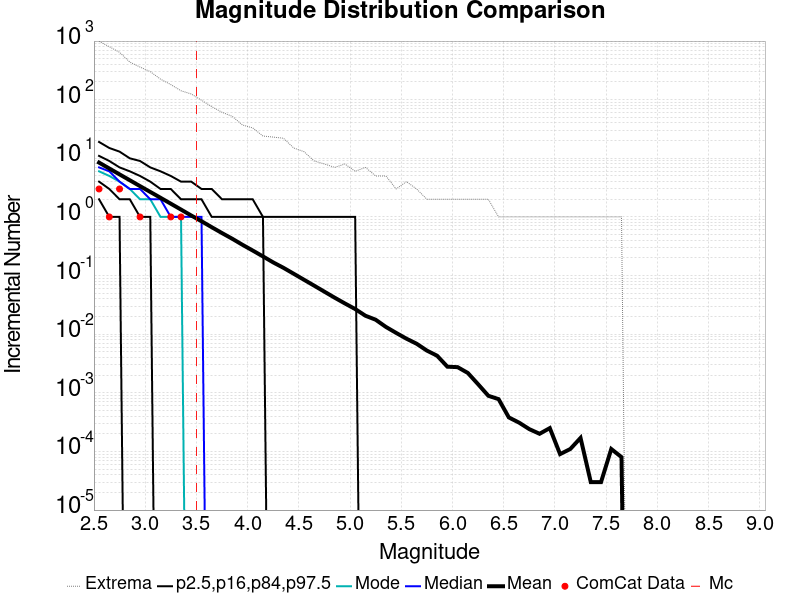 Magnitude Distribution Comparison
10^3
10^2
10^1
10^0
10^-1
10^-2
10^-3
10^-4
10^-5
Incremental Number
2.5 3.0 3.5 4.0 4.5 5.0 5.5 6.0 6.5 7.0 7.5 8.0 8.5 9.0
Magnitude
Extrema p2.5,p16,p84,p97.5 Mode Median Mean ComCat Data Mc